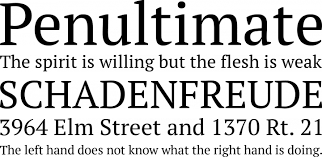 Penultimate
The spirit is willing but the flesh is weak
SCHADENFREUDE
3964 Elm Street and 1370 Rt. 21
The left hand does not know what the right hand is doing.